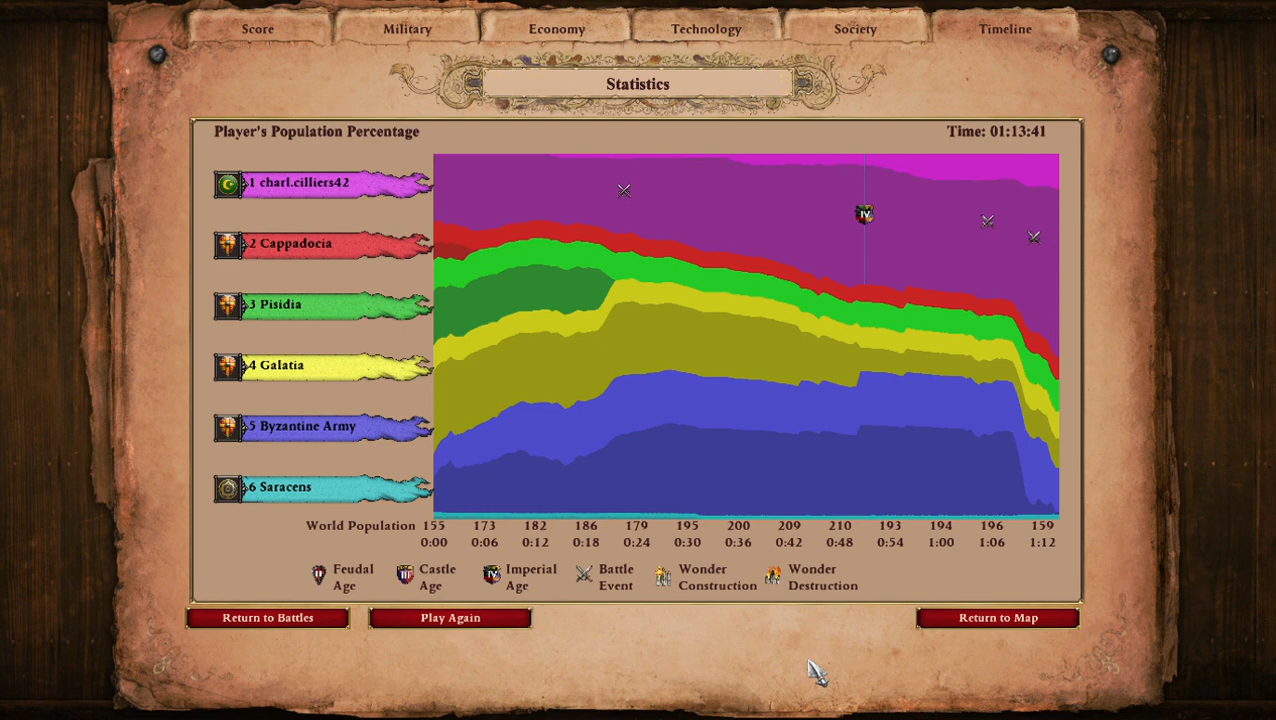 Score Military Economy Technology Society Timeline
Statistics
Player's Population Percentage Time: 01:13:41
1 charl.cilliers42
2 Cappadocia
3 Pisidia
4 Galatia
5 Byzantine Army
6 Saracens
World Population 155 173 182 186 179 195 200 209 210 193 194 196 159
0:00 0:06 0:12 0:18 0:24 0:30 0:36 0:42 0:48 0:54 1:00 1:06 1:12
Feudal Castle Imperial Battle Wonder Wonder
Age Age Age Event Construction Destruction
Return to Battles Play Again Return to Map